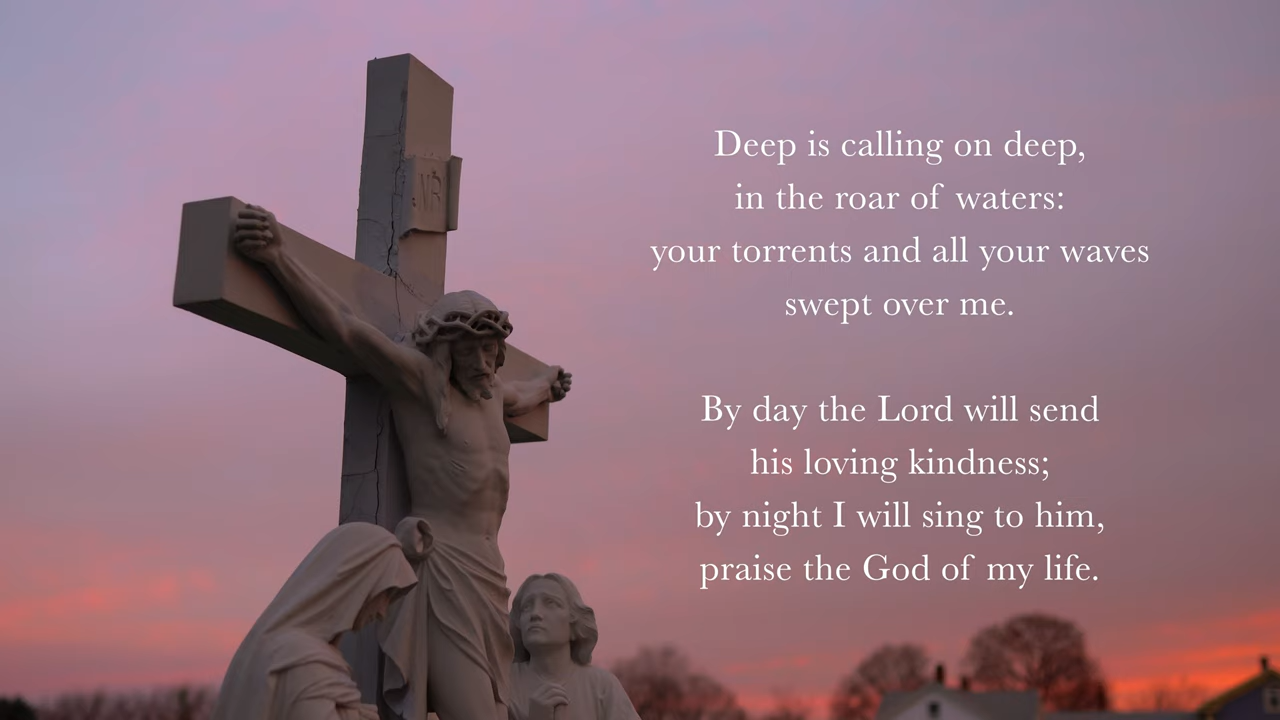 Deep is calling on deep,
in the roar of waters:
your torrents and all your waves
swept over me.
By day the Lord will send
his loving kindness;
by night I will sing to him,
praise the God of my life.